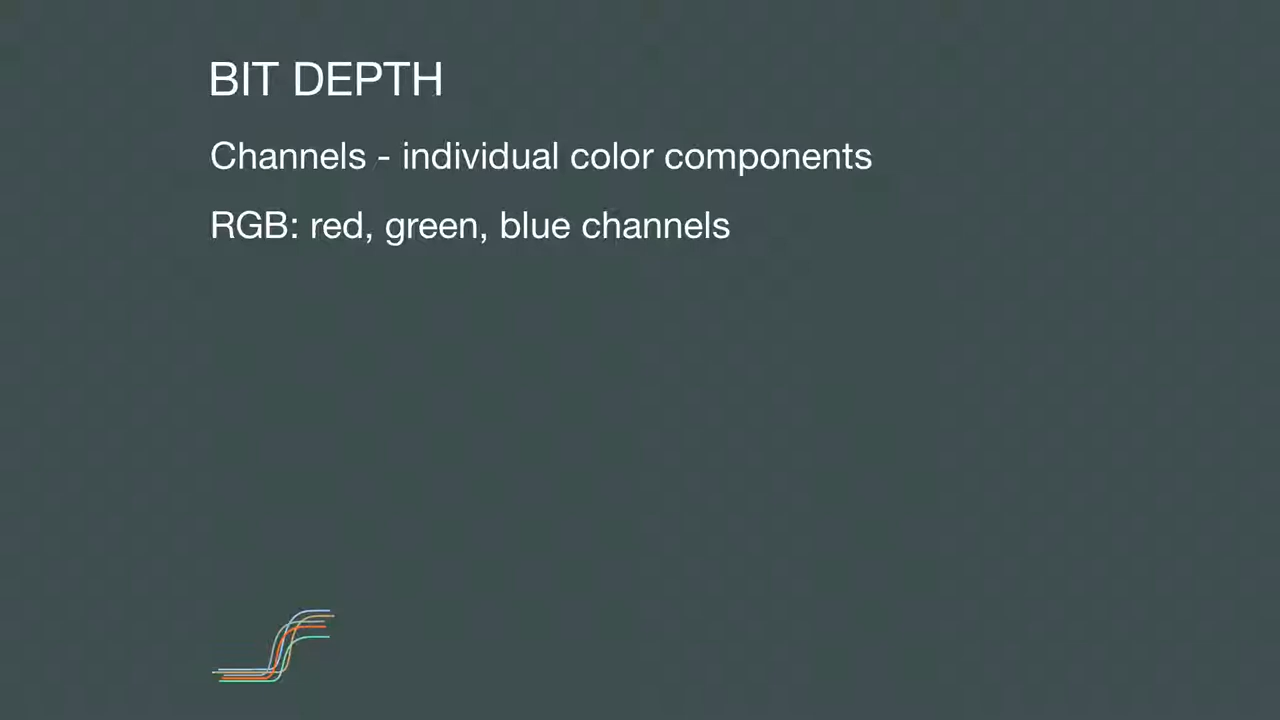 BIT DEPTH
Channels - individual color components
RGB: red, green, blue channels